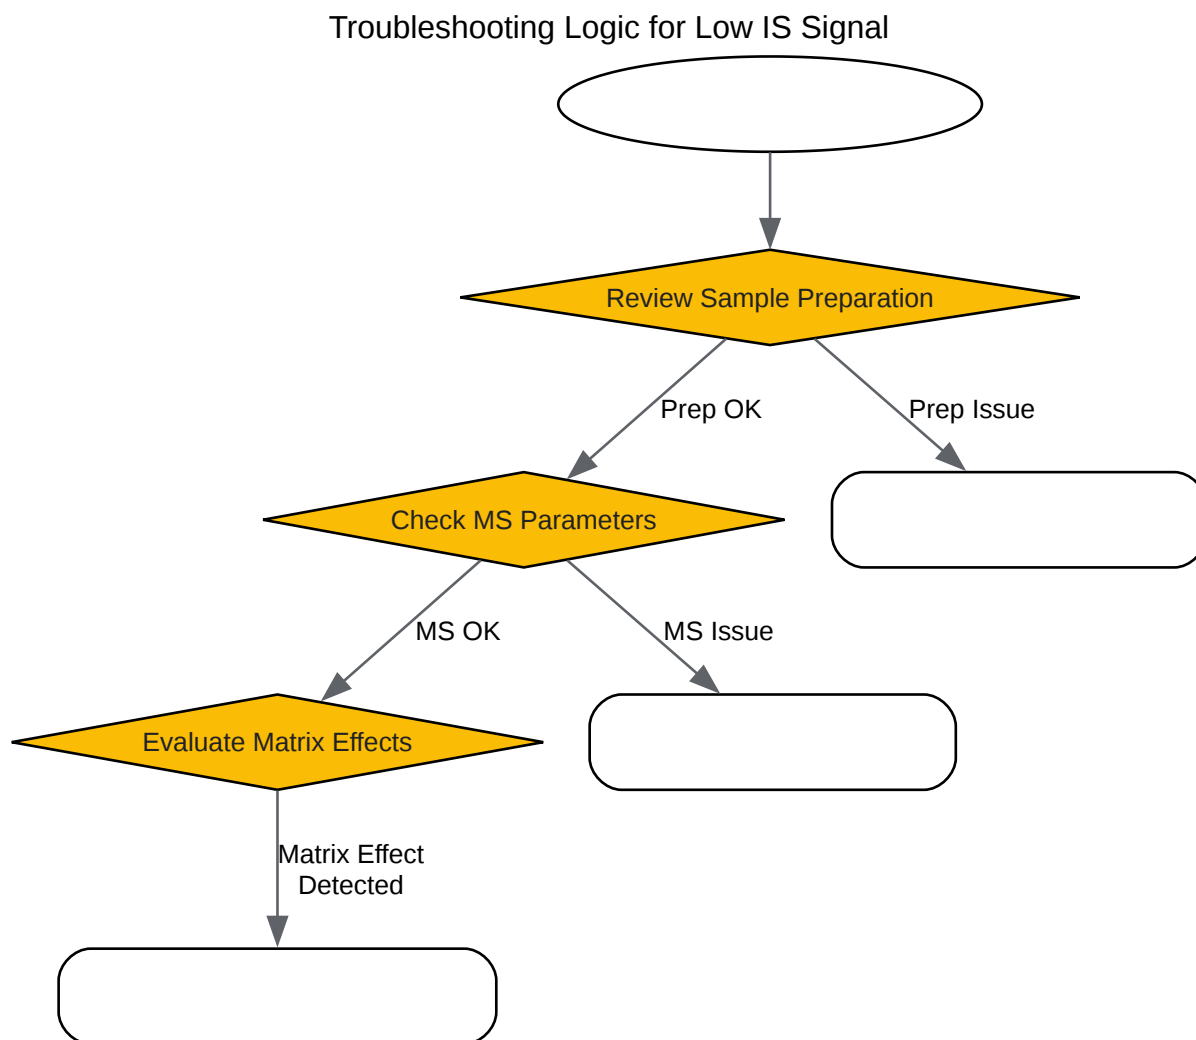 Troubleshooting Logic for Low IS Signal
Review Sample Preparation
Prep OK
Prep Issue
Check MS Parameters
MS OK
MS Issue
Evaluate Matrix Effects
Matrix Effect
Detected